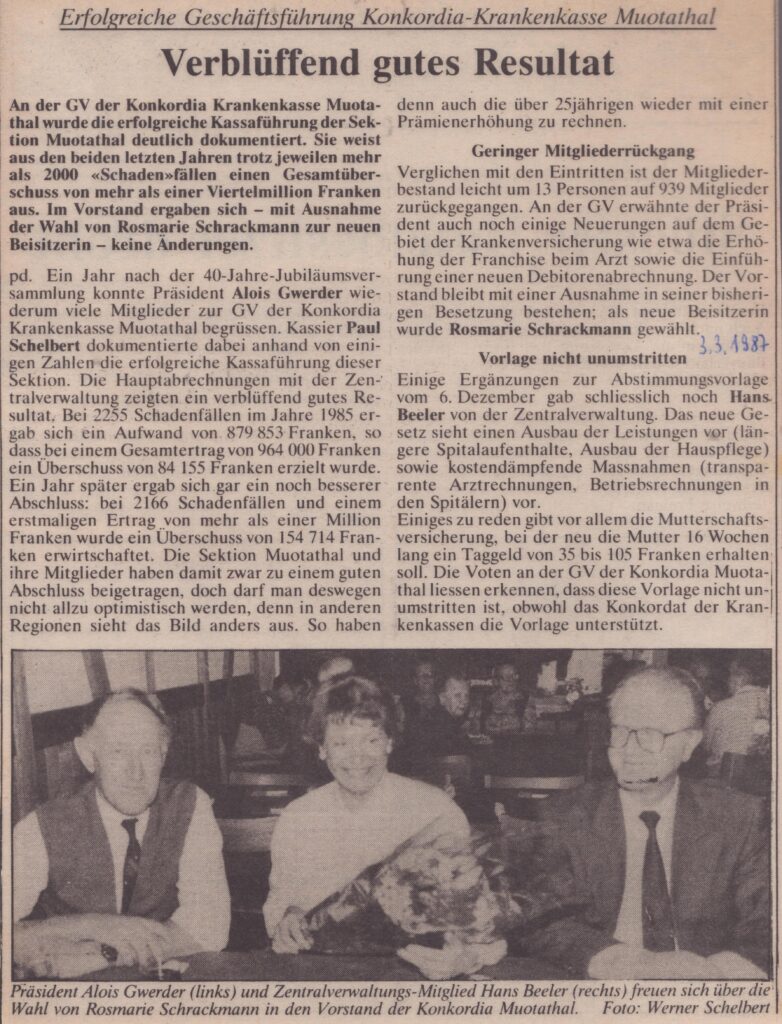 Erfolgreiche Geschäftsführung Konkordia-Krankenkasse Muotathal
Verblüffend gutes Resultat
An der GV der Konkordia Krankenkasse Muota-
thal wurde die erfolgreiche Kassaführung der Sek-
tion Muotathal deutlich dokumentiert. Sie weist
aus den beiden letzten Jahren trotz jeweilen mehr
als 2000 «Schaden»fällen einen Gesamtüber-
schuss von mehr als einer Viertelmillion Franken
aus. Im Vorstand ergaben sich – mit Ausnahme
der Wahl von Rosmarie Schrackmann zur neuen
Beisitzerin – keine Änderungen.
pd. Ein Jahr nach der 40-Jahre-Jubiläumsver-
sammlung konnte Präsident Alois Gwerder wie-
derum viele Mitglieder zur GV der Konkordia
Krankenkasse Muotathal begrüssen. Kassier Paul
Schelbert dokumentierte dabei anhand von eini-
gen Zahlen die erfolgreiche Kassaführung dieser
Sektion. Die Hauptabrechnungen mit der Zen-
tralverwaltung zeigten ein verblüffend gutes Re-
sultat. Bei 2255 Schadenfällen im Jahre 1985 er-
gab sich ein Aufwand von 879 853 Franken, so
dass bei einem Gesamtertrag von 964 000 Franken
ein Überschuss von 84 155 Franken erzielt wurde.
Ein Jahr später ergab sich gar ein noch besserer
Abschluss: bei 2166 Schadenfällen und einem
erstmaligen Ertrag von mehr als einer Million
Franken wurde ein Überschuss von 154 714 Fran-
ken erwirtschaftet. Die Sektion Muotathal und
ihre Mitglieder haben damit zwar zu einem guten
Abschluss beigetragen, doch darf man deswegen
nicht allzu optimistisch werden, denn in anderen
Regionen sieht das Bild anders aus. So haben
denn auch die über 25jährigen wieder mit einer
Prämienerhöhung zu rechnen.
Geringer Mitgliederrückgang
Verglichen mit den Eintritten ist der Mitglieder-
bestand leicht um 13 Personen auf 939 Mitglieder
zurückgegangen. An der GV erwähnte der Präsi-
dent auch noch einige Neuerungen auf dem Ge-
biet der Krankenversicherung wie etwa die Erhö-
hung der Franchise beim Arzt sowie die Einfüh-
rung einer neuen Debitorenabrechnung. Der Vor-
stand bleibt mit einer Ausnahme in seiner bisheri-
gen Besetzung bestehen; als neue Beisitzerin
wurde Rosmarie Schrackmann gewählt.
3.3.1987
Vorlage nicht unumstritten
Einige Ergänzungen zur Abstimmungsvorlage
vom 6. Dezember gab schliesslich noch Hans
Beeler von der Zentralverwaltung. Das neue Ge-
setz sieht einen Ausbau der Leistungen vor (län-
gere Spitalaufenthalte, Ausbau der Hauspflege)
sowie kostendämpfende Massnahmen (transpa-
rente Arztrechnungen, Betriebsrechnungen in
den Spitälern) vor.
Einiges zu reden gibt vor allem die Mutterschafts-
versicherung, bei der neu die Mutter 16 Wochen
lang ein Taggeld von 35 bis 105 Franken erhalten
soll. Die Voten an der GV der Konkordia Muota-
thal liessen erkennen, dass diese Vorlage nicht un-
umstritten ist, obwohl das Konkordat der Kran-
kenkassen die Vorlage unterstützt.
Präsident Alois Gwerder (links) und Zentralverwaltungs-Mitglied Hans Beeler (rechts) freuen sich über die
Wahl von Rosmarie Schrackmann in den Vorstand der Konkordia Muotathal. Foto: Werner Schelbert